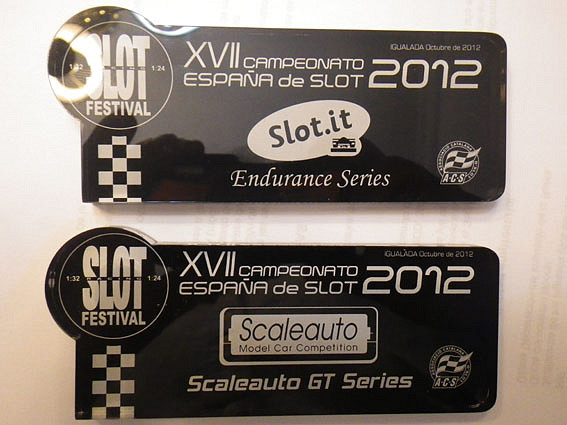 SLOT
1:32 RACING 1:24
FESTIVAL
XVII CAMPEONATO
ESPAÑA de SLOT 2012
IGUALADA Octubre de 2012
Slot.it
Endurance Series
A·C·S
SLOT
1:32 RACING 1:24
FESTIVAL
XVII CAMPEONATO
ESPAÑA de SLOT 2012
IGUALADA Octubre de 2012
Scaleauto
Model Car Competition
Scaleauto GT Series
A·C·S